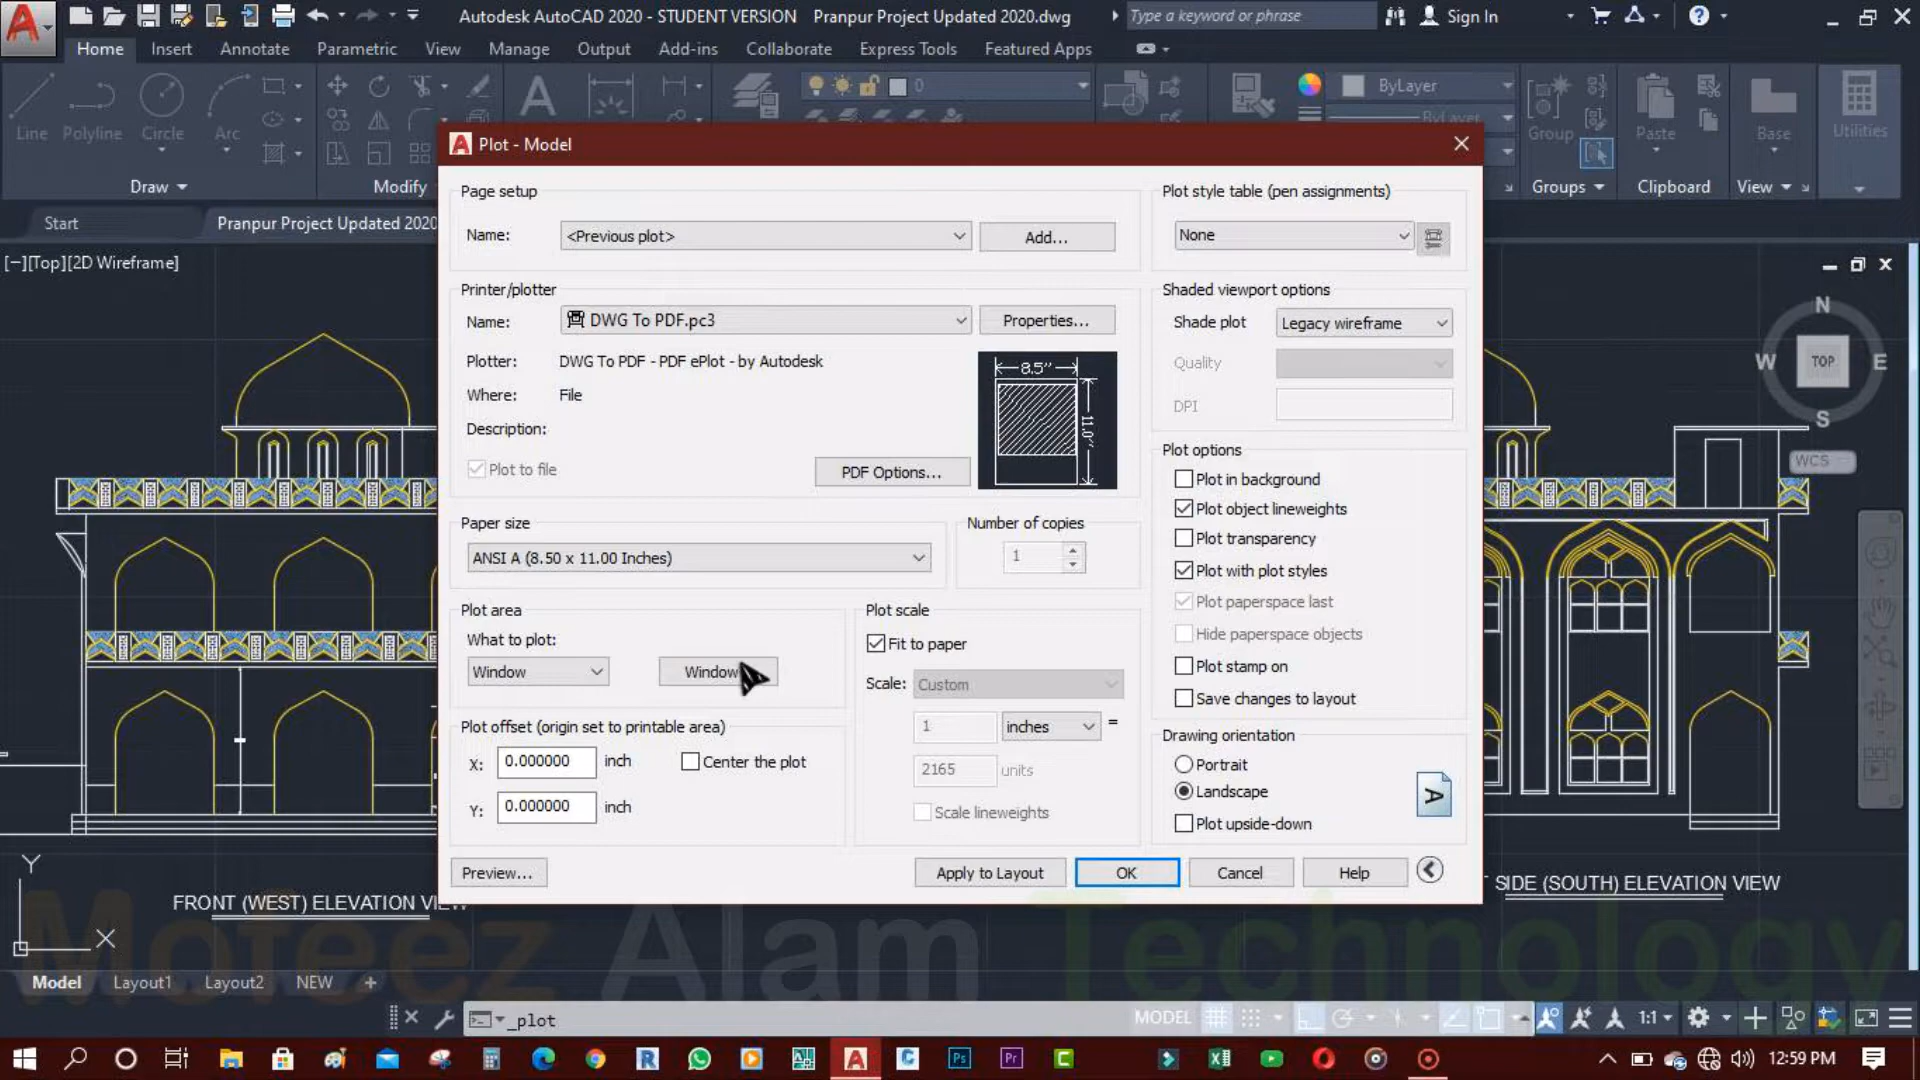 Autodesk AutoCAD 2020 - STUDENT VERSION Pranpur Project Updated 2020.dwg
Type a keyword or phrase
Sign In
Home Insert Annotate Parametric View Manage Output Add-ins Collaborate Express Tools Featured Apps
0
ByLayer
ByLayer
Line Polyline Circle Arc
Group Paste Base Utilities
Draw Modify Groups Clipboard View
Start Pranpur Project Updated 2020
[−][Top][2D Wireframe]
Plot - Model
Page setup
Name: <Previous plot> Add...
Plot style table (pen assignments)
None
Printer/plotter
Name: DWG To PDF.pc3 Properties...
Plotter: DWG To PDF - PDF ePlot - by Autodesk
Where: File
Description:
Plot to file
PDF Options...
8.5''
11.0''
Shaded viewport options
Shade plot Legacy wireframe
Quality
DPI
Paper size
ANSI A (8.50 x 11.00 Inches)
Number of copies
1
Plot options
Plot in background
Plot object lineweights
Plot transparency
Plot with plot styles
Plot paperspace last
Hide paperspace objects
Plot stamp on
Save changes to layout
Plot area
What to plot:
Window Window
Plot scale
Fit to paper
Scale: Custom
1 inches =
2165 units
Scale lineweights
Plot offset (origin set to printable area)
X: 0.000000 inch Center the plot
Y: 0.000000 inch
Drawing orientation
Portrait
Landscape
A
Plot upside-down
Preview... Apply to Layout OK Cancel Help
N
W TOP E
S
WCS
Y
X
FRONT (WEST) ELEVATION VIEW
SIDE (SOUTH) ELEVATION VIEW
Mofeez Alam Technology
Model Layout1 Layout2 NEW +
_plot
MODEL 1:1
12:59 PM